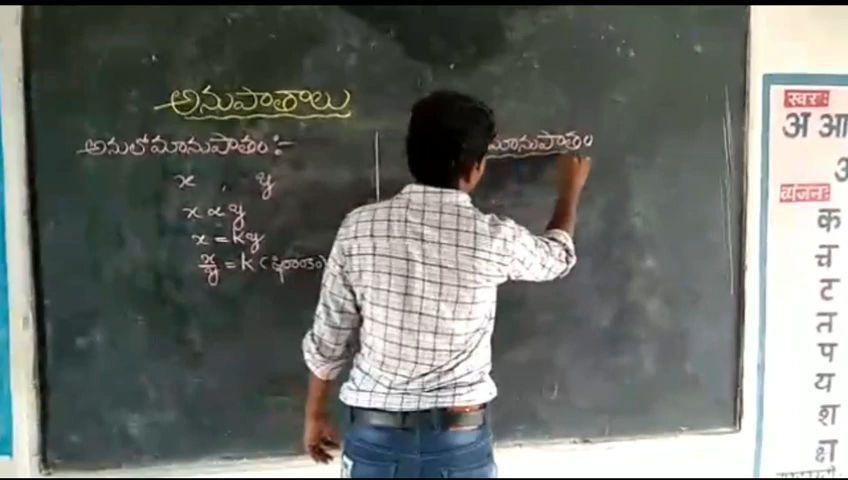 అనుపాతాలు
అనులోమానుపాతం:-
x , y
x ∝ y
x = ky
x/y = k (స్థిరాంకం)
మానుపాతం
स्वरः
अ आ
व्यंजनः
क
च
ट
त
प
य
श
क्ष